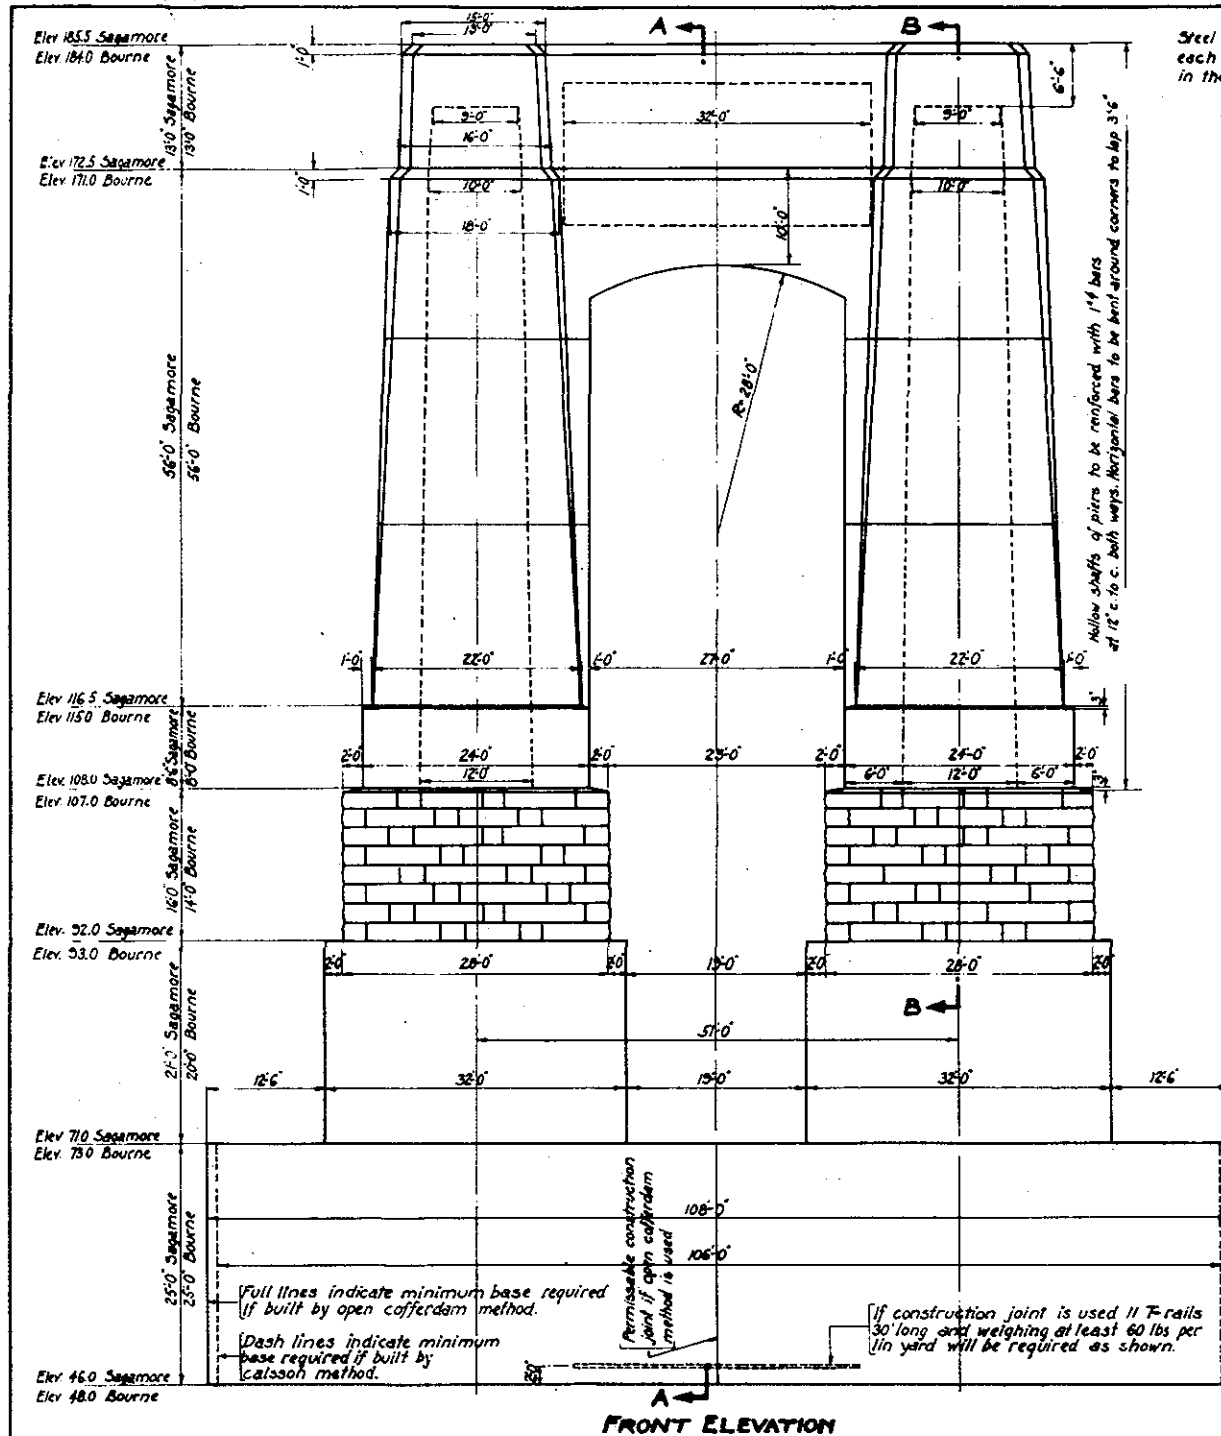 15'-0"
13'-0"
A
B
Elev 185.5 Sagamore
Elev 184.0 Bourne
Steel
each
in the
1'-0"
6'-6"
13'-0" Sagamore
13'-0" Bourne
9'-0"
32'-0"
9'-0"
16'-0"
Elev 172.5 Sagamore
Elev 171.0 Bourne
1'-0"
10'-0"
10'-0"
18'-0"
10'-0"
Hollow shafts of piers to be reinforced with 1"⌀ bars
at 12" c. to c. both ways. Horizontal bars to be bent around corners to lap 3'6"
R=28'-0"
56'-0" Sagamore
56'-0" Bourne
1'-0"
22'-0"
1'-0"
27'-0"
1'-0"
22'-0"
1'-0"
Elev 116.5 Sagamore
Elev 115.0 Bourne
3"
8'-6" Sagamore
8'-0" Bourne
2'-0"
24'-0"
2'-0"
23'-0"
2'-0"
24'-0"
2'-0"
12'-0"
6'-0"
12'-0"
6'-0"
3"
Elev. 108.0 Sagamore
Elev. 107.0 Bourne
16'-0" Sagamore
14'-0" Bourne
Elev. 92.0 Sagamore
Elev. 93.0 Bourne
2'-0"
28'-0"
2'-0"
19'-0"
2'-0"
28'-0"
2'-0"
B
21'-0" Sagamore
20'-0" Bourne
51'-0"
12'-6"
32'-0"
19'-0"
32'-0"
12'-6"
Elev 71.0 Sagamore
Elev. 73.0 Bourne
25'-0" Sagamore
25'-0" Bourne
Permissable construction
joint if open cofferdam
method is used
108'-0"
106'-0"
Full lines indicate minimum base required
if built by open cofferdam method.
Dash lines indicate minimum
base required if built by
caisson method.
If construction joint is used 11 T-rails
30' long and weighing at least 60 lbs per
lin yard will be required as shown.
Elev. 46.0 Sagamore
Elev. 48.0 Bourne
A
FRONT ELEVATION